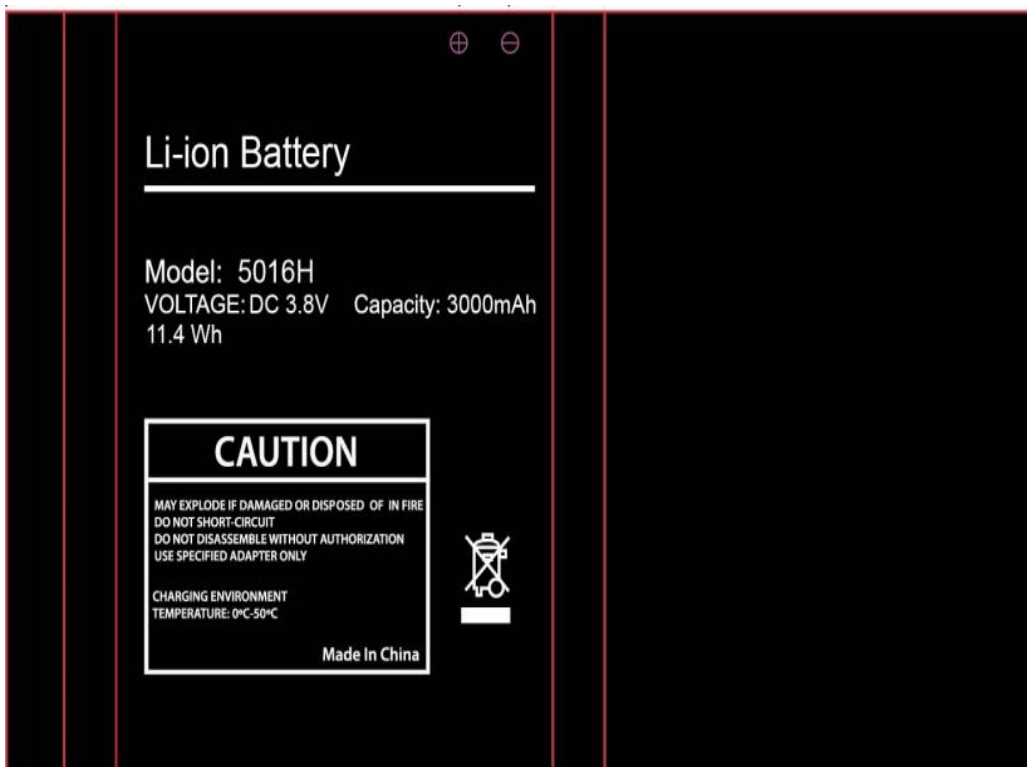 Li-ion Battery
Model: 5016H
VOLTAGE: DC 3.8V Capacity: 3000mAh
11.4 Wh
CAUTION
MAY EXPLODE IF DAMAGED OR DISPOSED OF IN FIRE
DO NOT SHORT-CIRCUIT
DO NOT DISASSEMBLE WITHOUT AUTHORIZATION
USE SPECIFIED ADAPTER ONLY
CHARGING ENVIRONMENT
TEMPERATURE: 0ºC-50ºC
Made In China